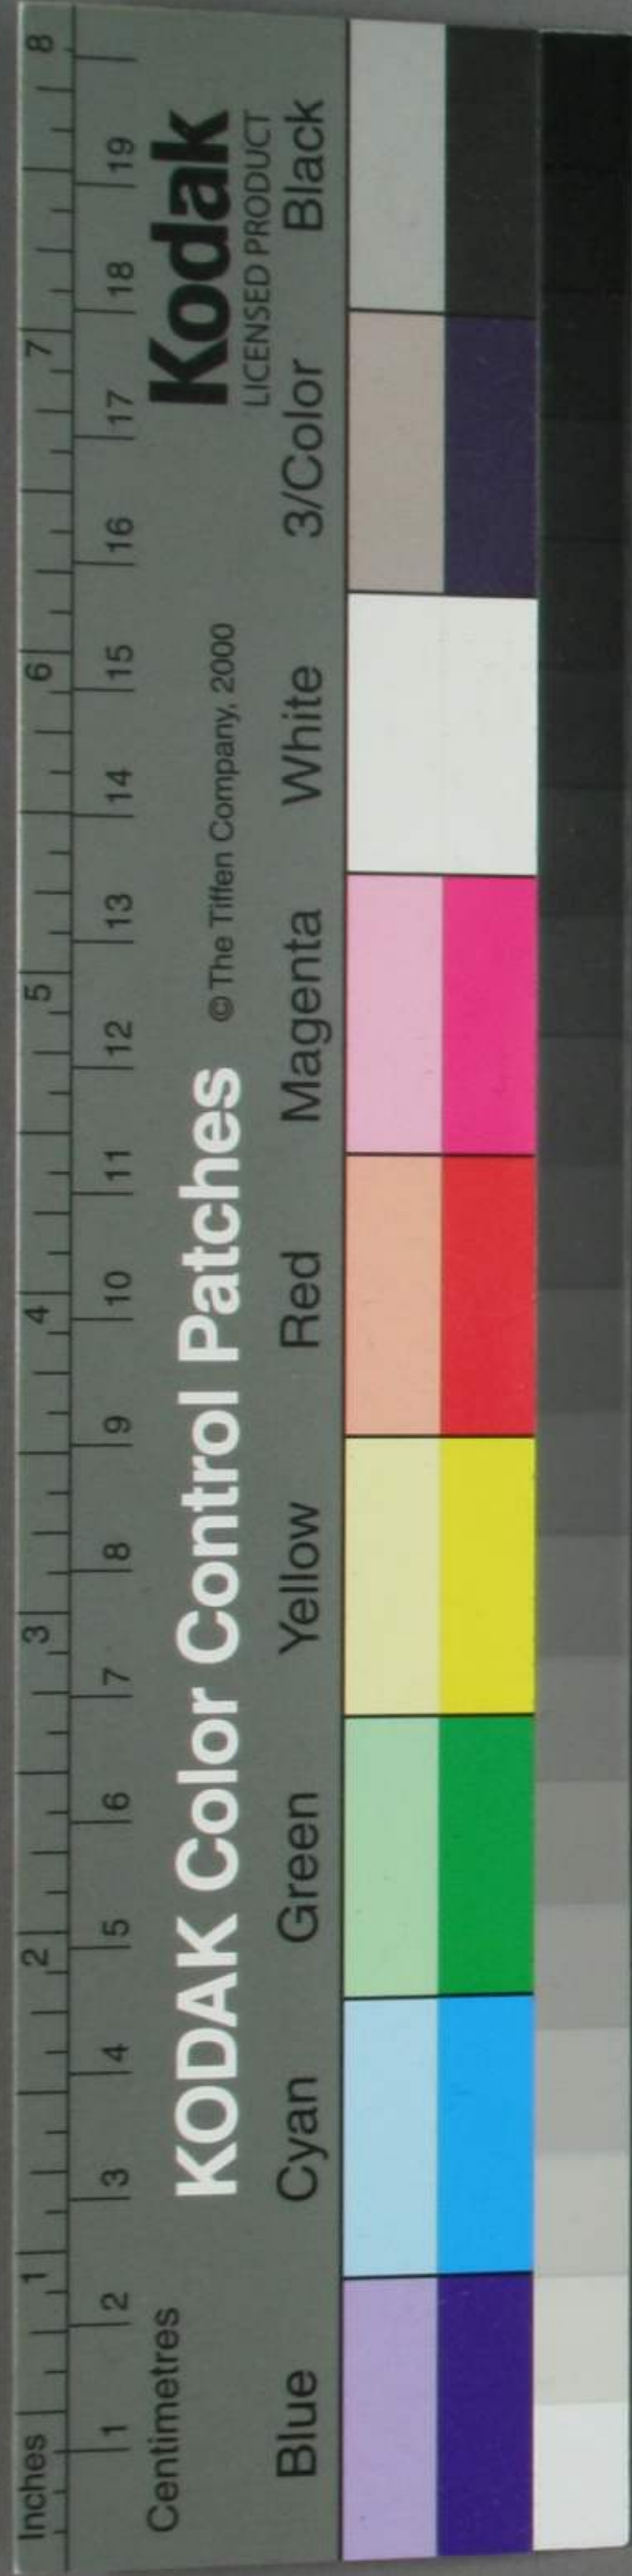 Inches 1 2 3 4 5 6 7 8
1 2 3 4 5 6 7 8 9 10 11 12 13 14 15 16 17 18 19
Centimetres
KODAK Color Control Patches © The Tiffen Company, 2000 Kodak
LICENSED PRODUCT
Blue Cyan Green Yellow Red Magenta White 3/Color Black